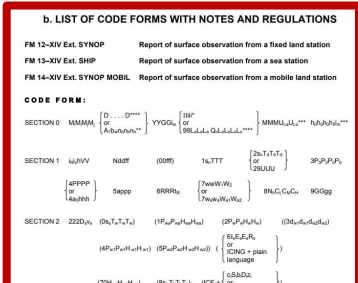 b. LIST OF CODE FORMS WITH NOTES AND REGULATIONS
FM 12–XIV Ext. SYNOP Report of surface observation from a fixed land station
FM 13–XIV Ext. SHIP Report of surface observation from a sea station
FM 14–XIV Ext. SYNOP MOBIL Report of surface observation from a mobile land station
CODE FORM:
SECTION 0 MiMiMjMj { D . . . . D**** or A1bwnbnbnb** } YYGGiw { IIiii* or 99LaLaLa QcLoLoLoLo**** } MMMULaULo*** h0h0h0h0im***
SECTION 1 iRixhVV Nddff (00fff) 1snTTT { 2snTdTdTd or 29UUU } 3P0P0P0P0
{ 4PPPP or 4a3hhh } 5appp 6RRRtR { 7wwW1W2 or 7wawaWa1Wa2 } 8NhCLCMCH 9GGgg
SECTION 2 222Dsvs (0ssTwTwTw) (1PwaPwaHwaHwa) (2PwPwHwHw) ((3dw1dw1dw2dw2)
(4Pw1Pw1Hw1Hw1) (5Pw2Pw2Hw2Hw2)) ( { 6IsEsEsRs or ICING + plain language } )